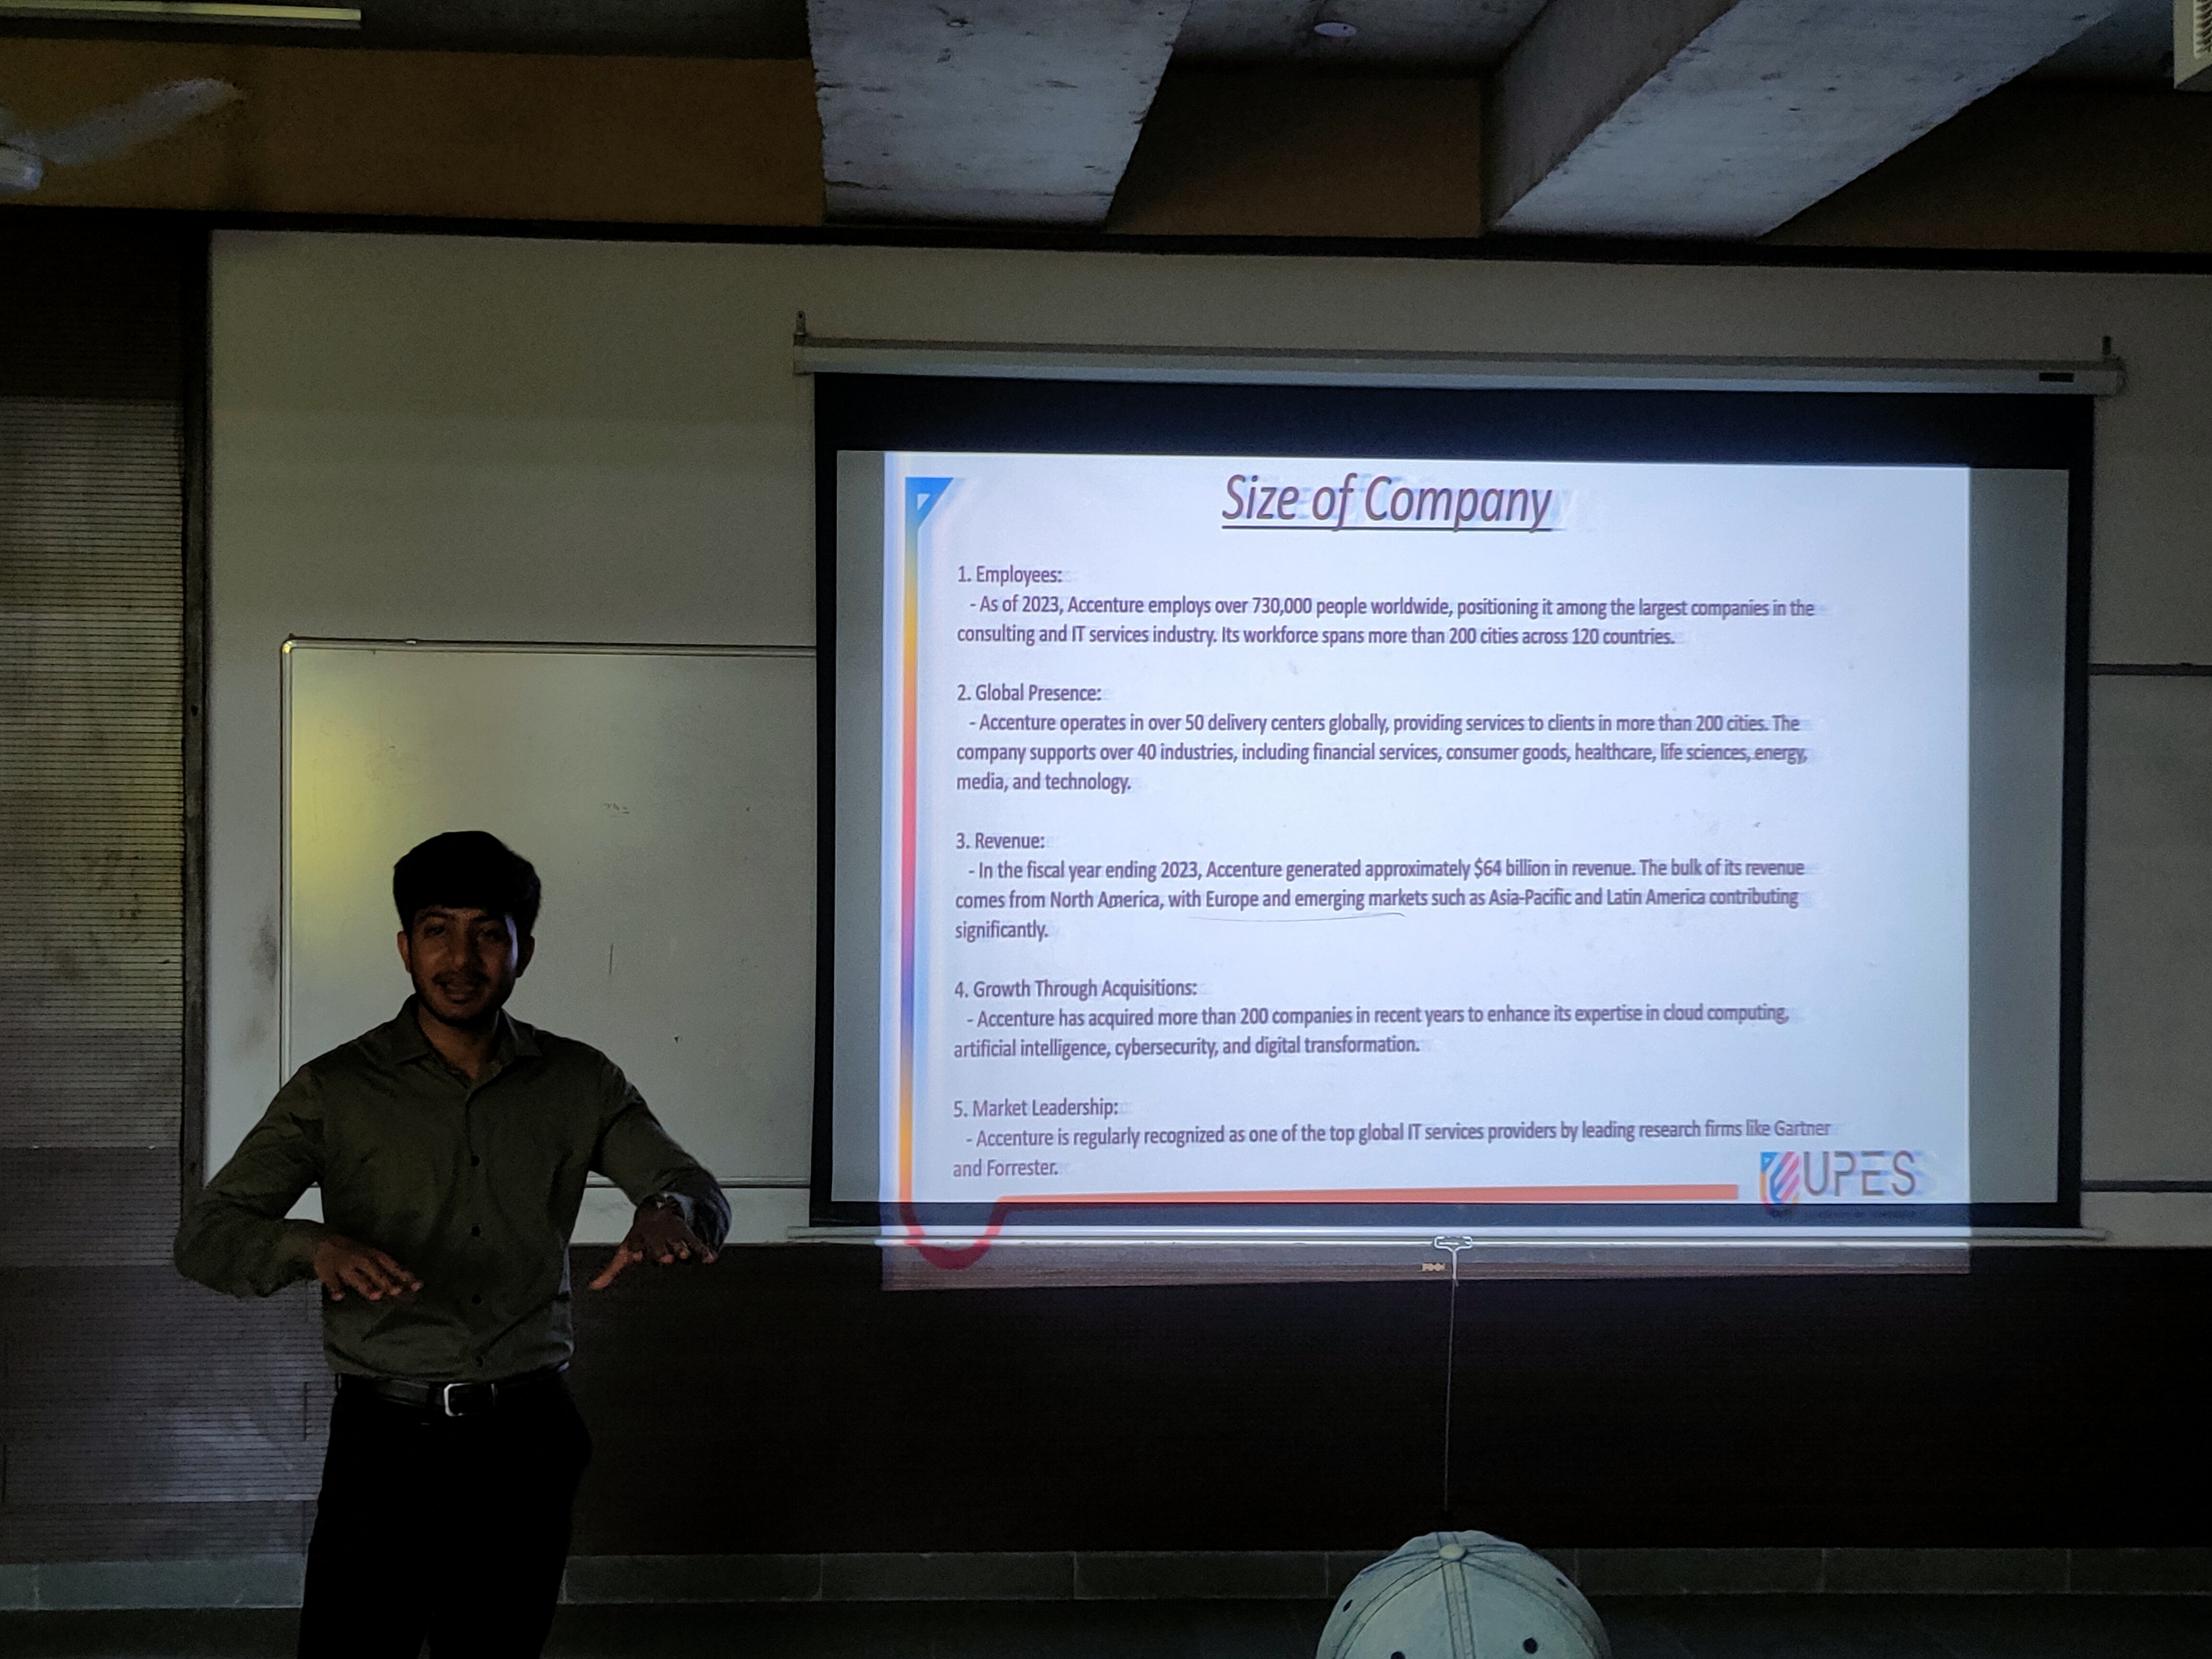 Size of Company
1. Employees:
- As of 2023, Accenture employs over 730,000 people worldwide, positioning it among the largest companies in the
consulting and IT services industry. Its workforce spans more than 200 cities across 120 countries.
2. Global Presence:
- Accenture operates in over 50 delivery centers globally, providing services to clients in more than 200 cities. The
company supports over 40 industries, including financial services, consumer goods, healthcare, life sciences, energy,
media, and technology.
3. Revenue:
- In the fiscal year ending 2023, Accenture generated approximately $64 billion in revenue. The bulk of its revenue
comes from North America, with Europe and emerging markets such as Asia-Pacific and Latin America contributing
significantly.
4. Growth Through Acquisitions:
- Accenture has acquired more than 200 companies in recent years to enhance its expertise in cloud computing,
artificial intelligence, cybersecurity, and digital transformation.
5. Market Leadership:
- Accenture is regularly recognized as one of the top global IT services providers by leading research firms like Gartner
and Forrester.
UPES